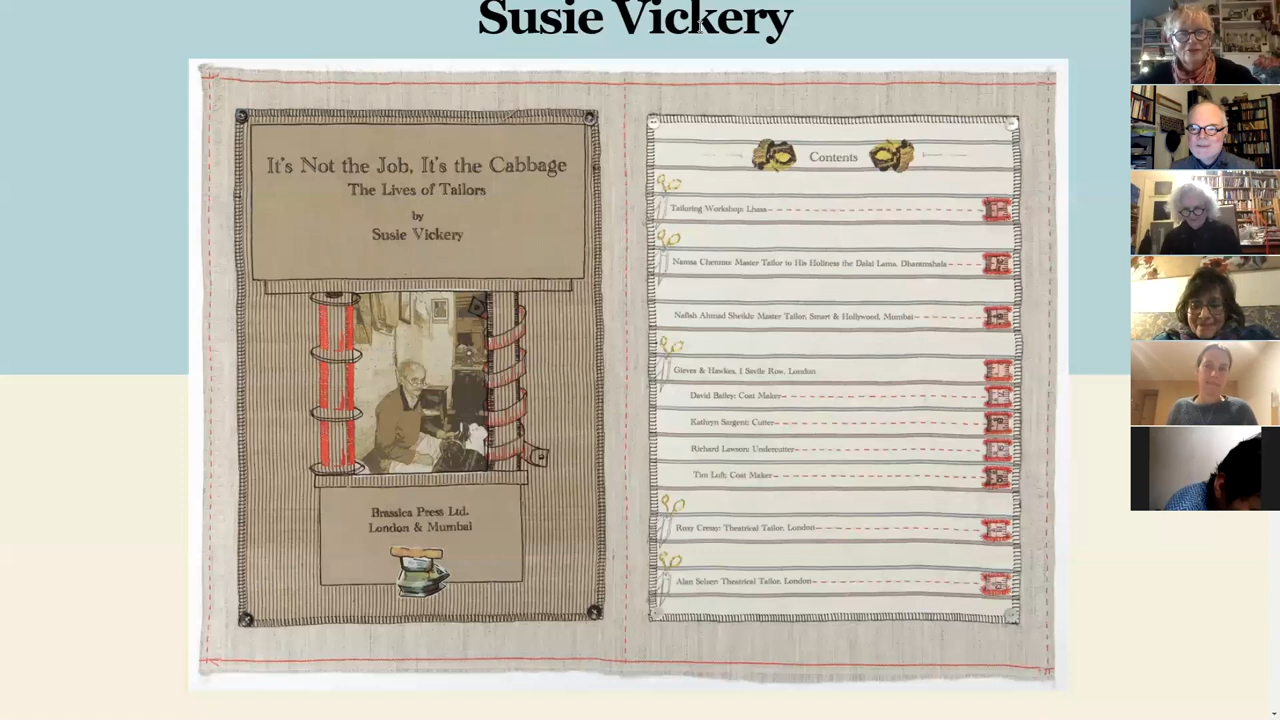 Susie Vickery
It's Not the Job, It's the Cabbage
The Lives of Tailors
by
Susie Vickery
Brassica Press Ltd.
London & Mumbai
Contents
Tailoring Workshop: Lhasa
Namsa Chenmo: Master Tailor to His Holiness the Dalai Lama, Dharamshala
Nafish Ahmad Sheikh: Master Tailor, Smart & Hollywood, Mumbai
Gieves & Hawkes, 1 Savile Row, London
David Bailey: Coat Maker
Kathryn Sargent: Cutter
Richard Lawson: Undercutter
Tim Luft: Coat Maker
Roxy Cressy: Theatrical Tailor, London
Alan Selzer: Theatrical Tailor, London